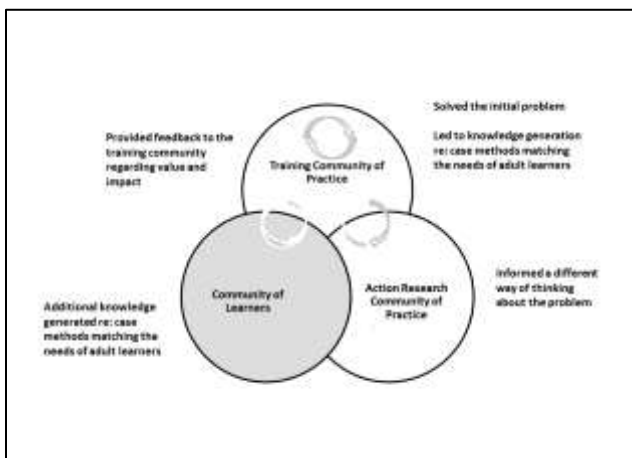 Solved the initial problem
Led to knowledge generation
re: case methods matching
the needs of adult learners
Provided feedback to the
training community
regarding value and
impact
Training Community of
Practice
Community of
Learners
Action Research
Community of
Practice
Informed a different
way of thinking
about the problem
Additional knowledge
generated re: case
methods matching the
needs of adult learners